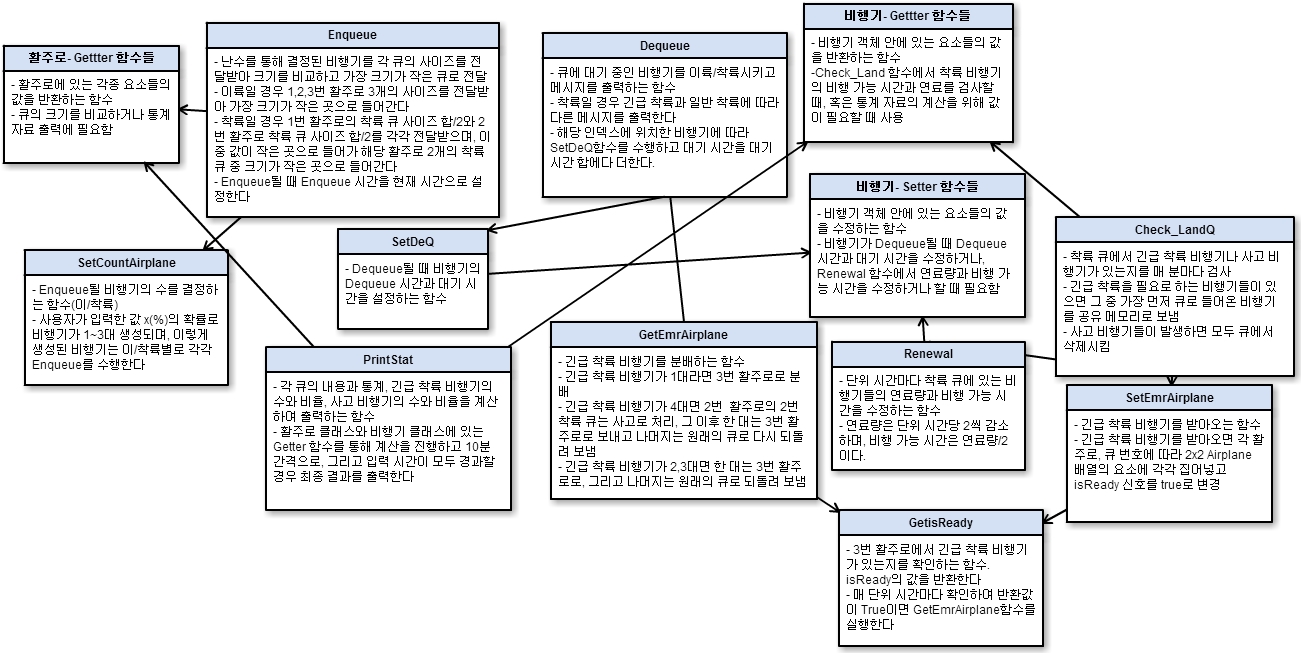 활주로- Gettter 함수들
- 활주로에 있는 각종 요소들의
값을 반환하는 함수
- 큐의 크기를 비교하거나 통계
자료 출력에 필요함
Enqueue
- 난수를 통해 결정된 비행기를 각 큐의 사이즈를 전
달받아 크기를 비교하고 가장 크기가 작은 큐로 전달
- 이륙일 경우 1,2,3번 활주로 3개의 사이즈를 전달받
아 가장 크기가 작은 곳으로 들어간다
- 착륙일 경우 1번 활주로의 착륙 큐 사이즈 합/2와 2
번 활주로 착륙 큐 사이즈 합/2를 각각 전달받으며, 이
중 값이 작은 곳으로 들어가 해당 활주로 2개의 착륙
큐 중 크기가 작은 곳으로 들어간다
- Enqueue될 때 Enqueue 시간을 현재 시간으로 설
정한다
Dequeue
- 큐에 대기 중인 비행기를 이륙/착륙시키고
메시지를 출력하는 함수
- 착륙일 경우 긴급 착륙과 일반 착륙에 따라
다른 메시지를 출력한다
- 해당 인덱스에 위치한 비행기에 따라
SetDeQ함수를 수행하고 대기 시간을 대기
시간 합에다 더한다.
비행기- Gettter 함수들
- 비행기 객체 안에 있는 요소들의 값
을 반환하는 함수
-Check_Land 함수에서 착륙 비행기
의 비행 가능 시간과 연료를 검사할
때, 혹은 통계 자료의 계산을 위해 값
이 필요할 때 사용
비행기- Setter 함수들
- 비행기 객체 안에 있는 요소들의 값
을 수정하는 함수
- 비행기가 Dequeue될 때 Dequeue
시간과 대기 시간을 수정하거나,
Renewal 함수에서 연료량과 비행 가
능 시간을 수정하거나 할 때 필요함
Check_LandQ
- 착륙 큐에서 긴급 착륙 비행기나 사고 비
행기가 있는지를 매 분마다 검사
- 긴급 착륙을 필요로 하는 비행기들이 있
으면 그 중 가장 먼저 큐로 들어온 비행기
를 공유 메모리로 보냄
- 사고 비행기들이 발생하면 모두 큐에서
삭제시킴
SetCountAirplane
- Enqueue될 비행기의 수를 결정하
는 함수(이/착륙)
- 사용자가 입력한 값 x(%)의 확률로
비행기가 1~3대 생성되며, 이렇게
생성된 비행기는 이/착륙별로 각각
Enqueue를 수행한다
SetDeQ
- Dequeue될 때 비행기의
Dequeue 시간과 대기 시
간을 설정하는 함수
PrintStat
- 각 큐의 내용과 통계, 긴급 착륙 비행기의
수와 비율, 사고 비행기의 수와 비율을 계산
하여 출력하는 함수
- 활주로 클래스와 비행기 클래스에 있는
Getter 함수를 통해 계산을 진행하고 10분
간격으로, 그리고 입력 시간이 모두 경과할
경우 최종 결과를 출력한다
GetEmrAirplane
- 긴급 착륙 비행기를 분배하는 함수
- 긴급 착륙 비행기가 1대라면 3번 활주로로 분
배
- 긴급 착륙 비행기가 4대면 2번 활주로의 2번
착륙 큐는 사고로 처리, 그 이후 한 대는 3번 활
주로로 보내고 나머지는 원래의 큐로 다시 되돌
려 보냄
- 긴급 착륙 비행기가 2,3대면 한 대는 3번 활주
로로, 그리고 나머지는 원래의 큐로 되돌려 보냄
Renewal
- 단위 시간마다 착륙 큐에 있는 비
행기들의 연료량과 비행 가능 시
간을 수정하는 함수
- 연료량은 단위 시간당 2씩 감소
하며, 비행 가능 시간은 연료량/2
이다.
SetEmrAirplane
- 긴급 착륙 비행기를 받아오는 함수
- 긴급 착륙 비행기를 받아오면 각 활
주로, 큐 번호에 따라 2x2 Airplane
배열의 요소에 각각 집어넣고
isReady 신호를 true로 변경
GetisReady
- 3번 활주로에서 긴급 착륙 비행기
가 있는지를 확인하는 함수.
isReady의 값을 반환한다
- 매 단위 시간마다 확인하여 반환값
이 True이면 GetEmrAirplane함수를
실행한다